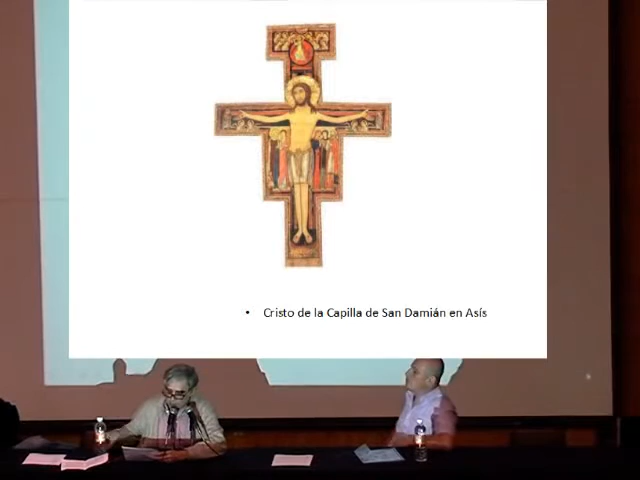 • Cristo de la Capilla de San Damián en Asís